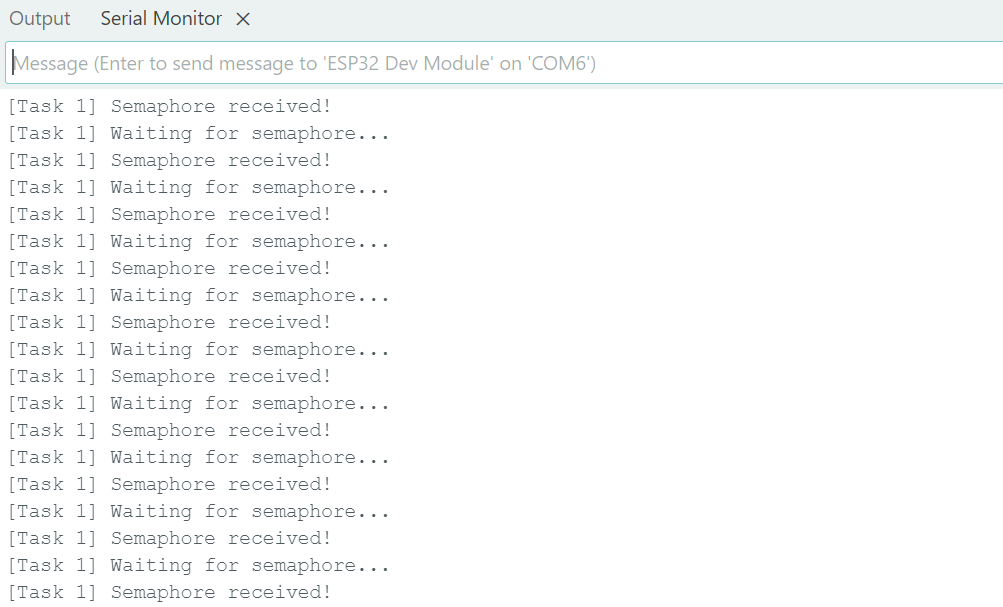 Output Serial Monitor
Message (Enter to send message to 'ESP32 Dev Module' on 'COM6')
[Task 1] Semaphore received!
[Task 1] Waiting for semaphore...
[Task 1] Semaphore received!
[Task 1] Waiting for semaphore...
[Task 1] Semaphore received!
[Task 1] Waiting for semaphore...
[Task 1] Semaphore received!
[Task 1] Waiting for semaphore...
[Task 1] Semaphore received!
[Task 1] Waiting for semaphore...
[Task 1] Semaphore received!
[Task 1] Waiting for semaphore...
[Task 1] Semaphore received!
[Task 1] Waiting for semaphore...
[Task 1] Semaphore received!
[Task 1] Waiting for semaphore...
[Task 1] Semaphore received!
[Task 1] Waiting for semaphore...
[Task 1] Semaphore received!